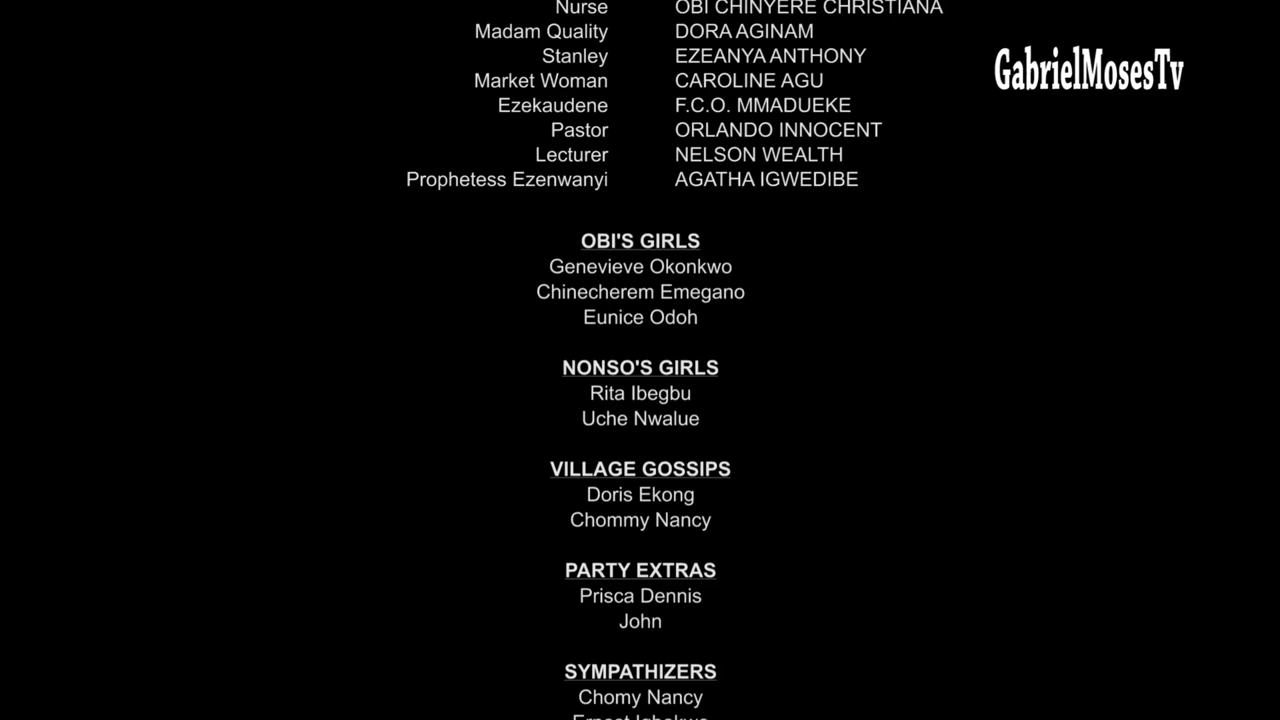 Nurse OBI CHINYERE CHRISTIANA
Madam Quality DORA AGINAM
Stanley EZEANYA ANTHONY
Market Woman CAROLINE AGU
Ezekaudene F.C.O. MMADUEKE
Pastor ORLANDO INNOCENT
Lecturer NELSON WEALTH
Prophetess Ezenwanyi AGATHA IGWEDIBE
GabrielMosesTv
OBI'S GIRLS
Genevieve Okonkwo
Chinecherem Emegano
Eunice Odoh
NONSO'S GIRLS
Rita Ibegbu
Uche Nwalue
VILLAGE GOSSIPS
Doris Ekong
Chommy Nancy
PARTY EXTRAS
Prisca Dennis
John
SYMPATHIZERS
Chomy Nancy